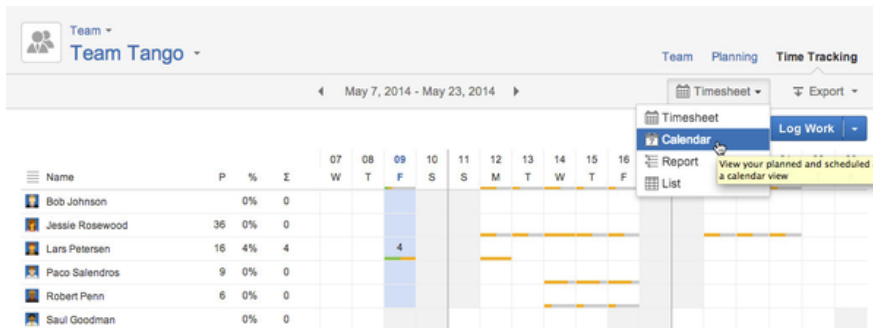 Team
Team Tango
Team Planning Time Tracking
May 7, 2014 - May 23, 2014
Timesheet Export
Timesheet
Calendar
Report
List
Log Work
View your planned and scheduled
a calendar view
07 08 09 10 11 12 13 14 15 16
Name P % Σ W T F S S M T W T F
Bob Johnson 0% 0
Jessie Rosewood 36 0% 0
Lars Petersen 16 4% 4 4
Paco Salendros 9 0% 0
Robert Penn 6 0% 0
Saul Goodman 0% 0